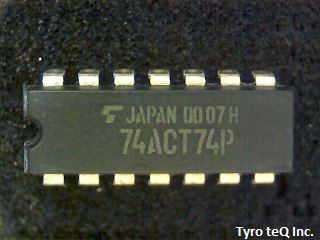 JAPAN 0007H
74ACT74P
Tyro teQ Inc.